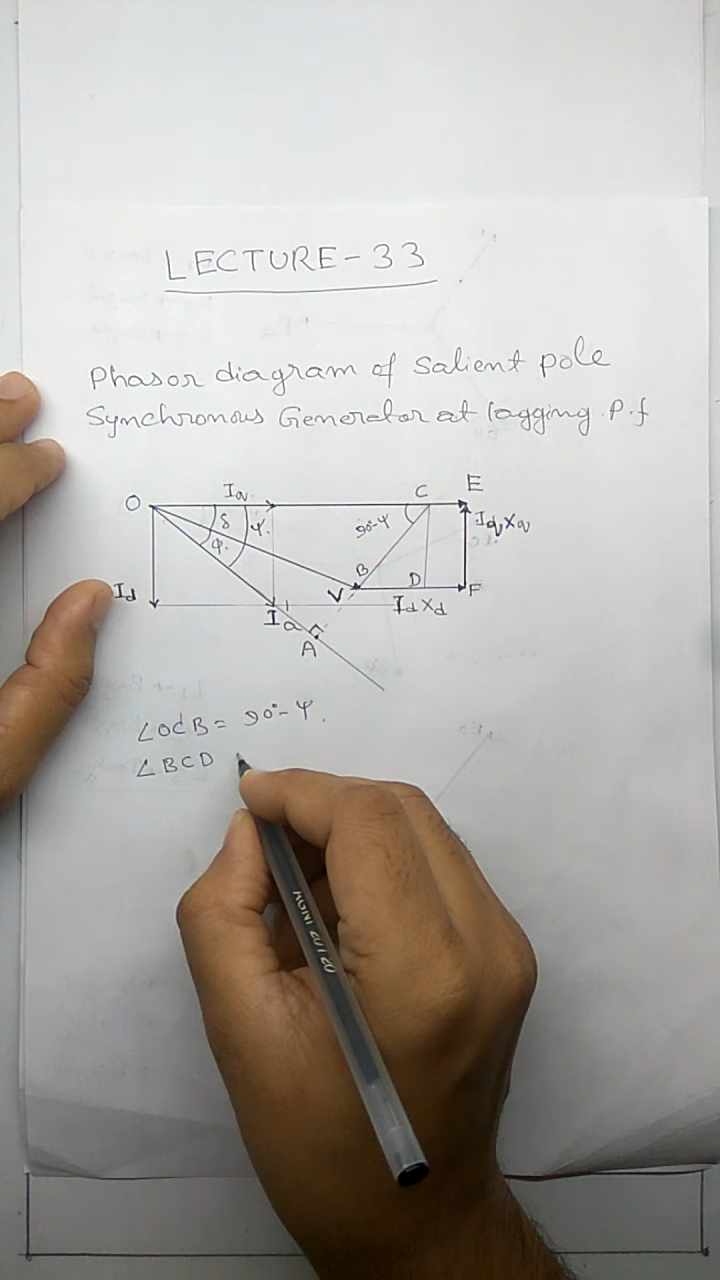 LECTURE-33
Phasor diagram of salient pole
Synchronous Generator at lagging P.f
O Iq C E
δ ψ 90-ψ IqXq
φ
B
Id V D F
Ia IdXd
A
∠OCB = 90°-ψ.
∠BCD